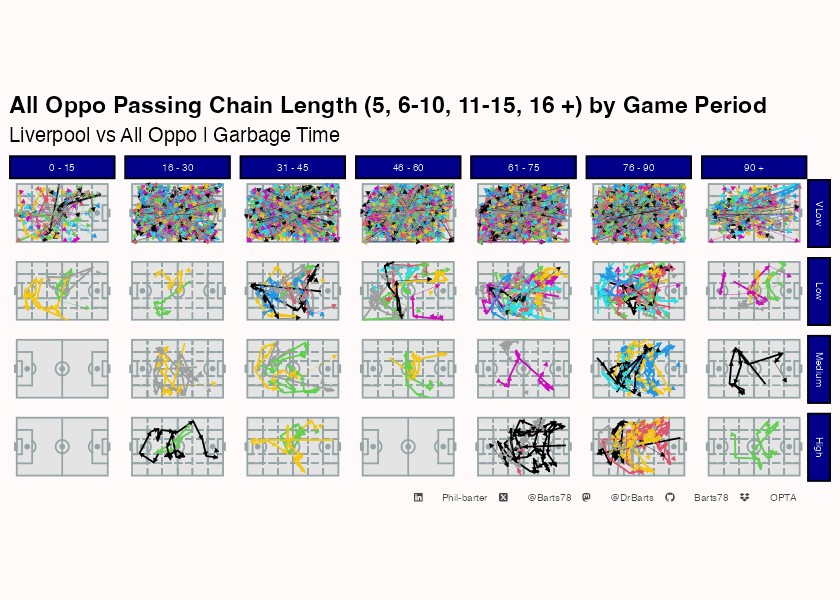 All Oppo Passing Chain Length (5, 6-10, 11-15, 16 +) by Game Period
Liverpool vs All Oppo | Garbage Time
0 - 15
16 - 30
31 - 45
46 - 60
61 - 75
76 - 90
90 +
V.Low
Low
Medium
High
Phil-barter
@Barts78
@DrBarts
Barts78
OPTA